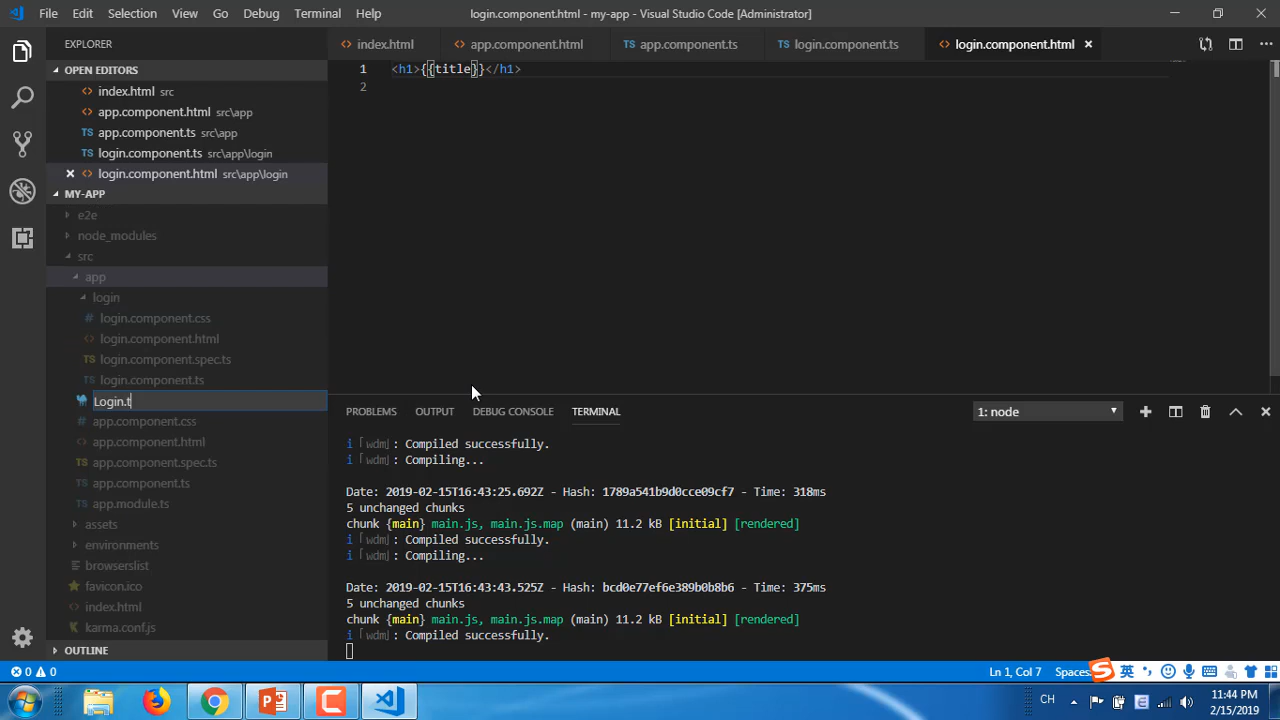 File Edit Selection View Go Debug Terminal Help
login.component.html - my-app - Visual Studio Code [Administrator]
EXPLORER
index.html
app.component.html
app.component.ts
login.component.ts
login.component.html
OPEN EDITORS
index.html src
app.component.html src\app
app.component.ts src\app
login.component.ts src\app\login
login.component.html src\app\login
MY-APP
e2e
node_modules
src
app
login
login.component.css
login.component.html
login.component.spec.ts
login.component.ts
Login.t
app.component.css
app.component.html
app.component.spec.ts
app.component.ts
app.module.ts
assets
environments
browserslist
favicon.ico
index.html
karma.conf.js
OUTLINE
1 <h1>{{title}}</h1>
2
PROBLEMS OUTPUT DEBUG CONSOLE TERMINAL
1: node
i 「wdm」: Compiled successfully.
i 「wdm」: Compiling...
Date: 2019-02-15T16:43:25.692Z - Hash: 1789a541b9d0cce09cf7 - Time: 318ms
5 unchanged chunks
chunk {main} main.js, main.js.map (main) 11.2 kB [initial] [rendered]
i 「wdm」: Compiled successfully.
i 「wdm」: Compiling...
Date: 2019-02-15T16:43:43.525Z - Hash: bcd0e77ef6e389b0b8b6 - Time: 375ms
5 unchanged chunks
chunk {main} main.js, main.js.map (main) 11.2 kB [initial] [rendered]
i 「wdm」: Compiled successfully.
0 0
Ln 1, Col 7 Spaces:
英
CH
11:44 PM
2/15/2019